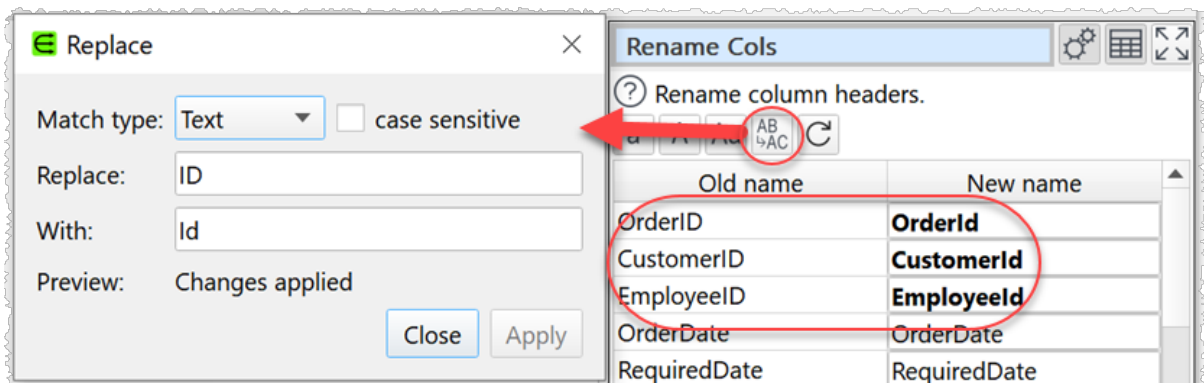 Replace
Match type: Text case sensitive
Replace: ID
With: Id
Preview: Changes applied
Close Apply
Rename Cols
? Rename column headers.
AB
AC
Old name New name
OrderID OrderId
CustomerID CustomerId
EmployeeID EmployeeId
OrderDate OrderDate
RequiredDate RequiredDate